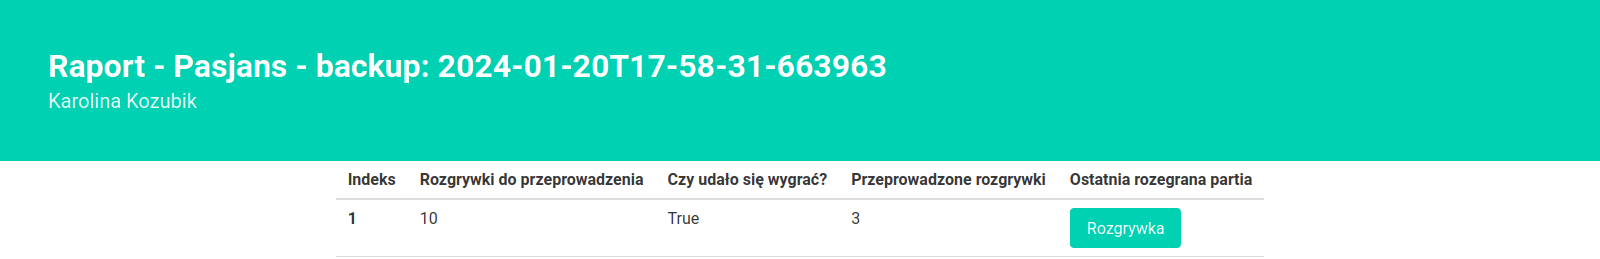 Raport - Pasjans - backup: 2024-01-20T17-58-31-663963
Karolina Kozubik
Indeks Rozgrywki do przeprowadzenia Czy udało się wygrać? Przeprowadzone rozgrywki Ostatnia rozegrana partia
1 10 True 3 Rozgrywka